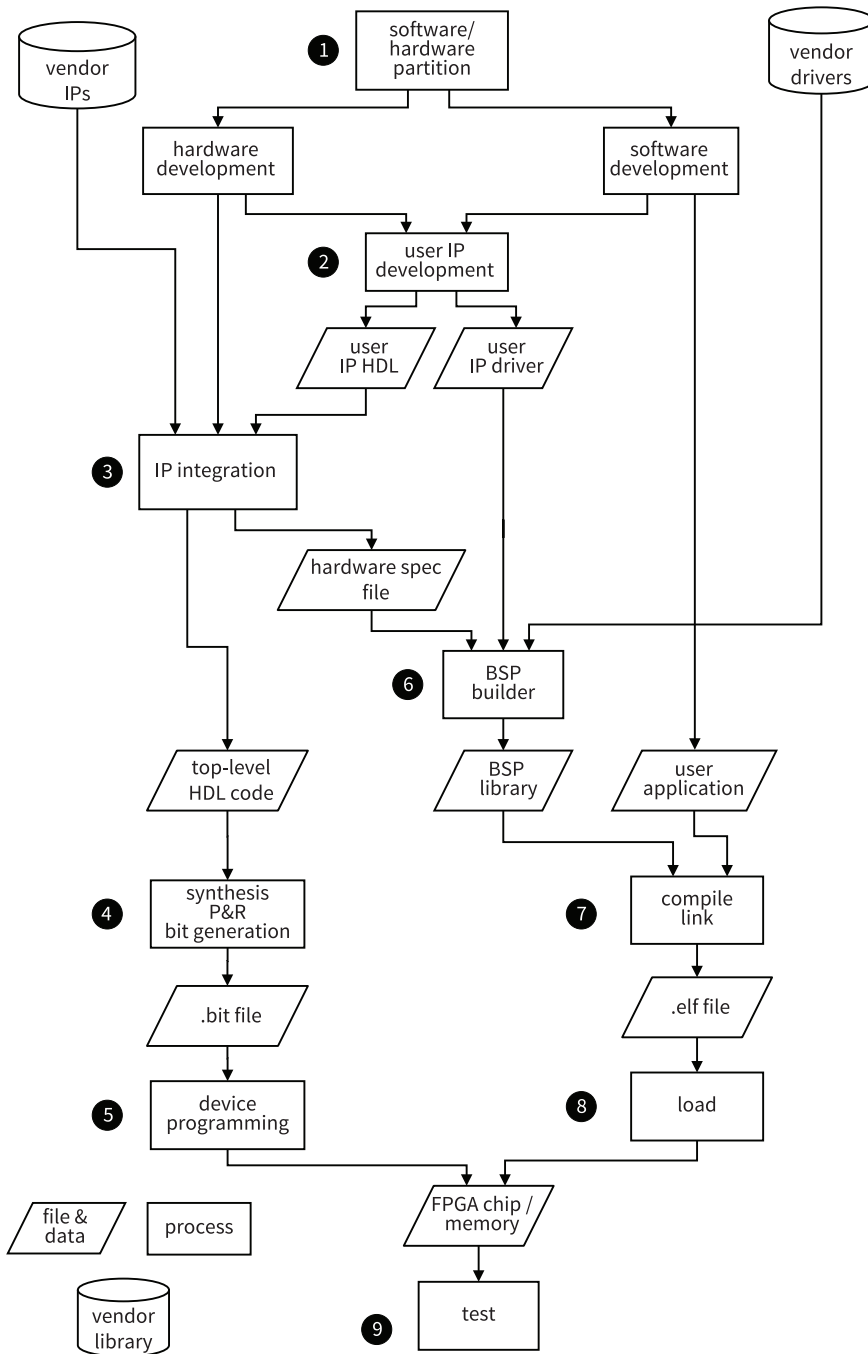 vendor
IPs
1
software/
hardware
partition
vendor
drivers
hardware
development
software
development
2
user IP
development
user
IP HDL
user
IP driver
3
IP integration
hardware spec
file
6
BSP
builder
top-level
HDL code
BSP
library
user
application
4
synthesis
P&R
bit generation
7
compile
link
.bit file
.elf file
5
device
programming
8
load
file &
data
process
FPGA chip /
memory
vendor
library
9
test